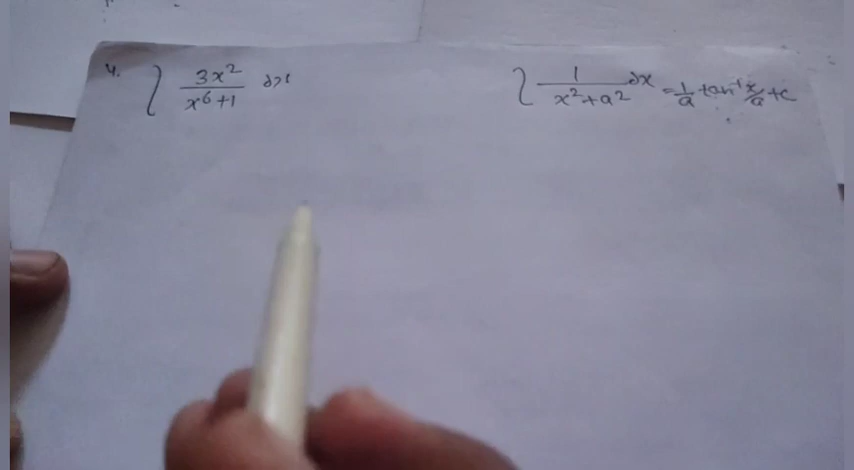 4. ∫ 3x²/(x⁶+1) dx
∫ 1/(x²+a²) dx = 1/a tan⁻¹ x/a + c